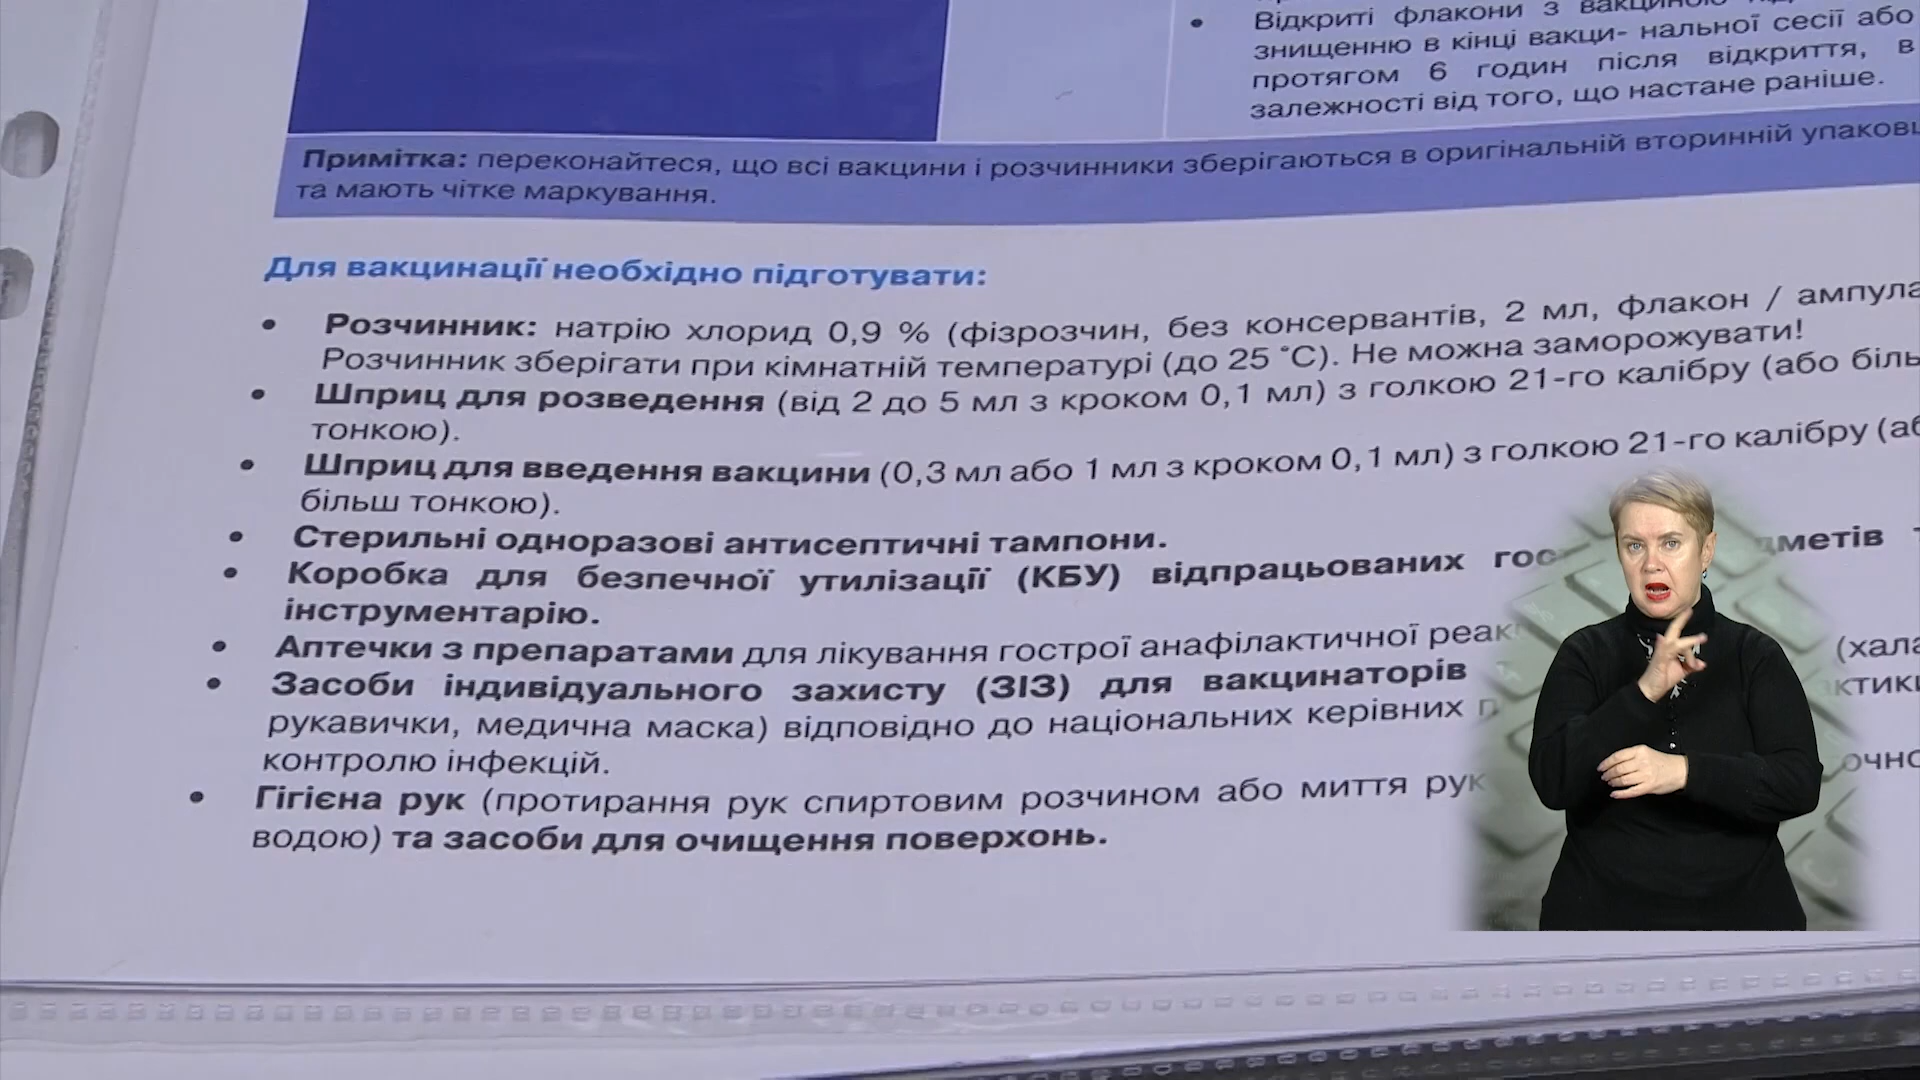 Відкриті флакони з вакциною
знищенню в кінці вакци- нальної сесії або
протягом 6 годин після відкриття, в
залежності від того, що настане раніше.
Примітка: переконайтеся, що всі вакцини і розчинники зберігаються в оригінальній вторинній
та мають чітке маркування.
Для вакцинації необхідно підготувати:
• Розчинник: натрію хлорид 0,9 % (фізрозчин, без консервантів, 2 мл, флакон / ампула
Розчинник зберігати при кімнатній температурі (до 25 °C). Не можна заморожувати!
• Шприц для розведення (від 2 до 5 мл з кроком 0,1 мл) з голкою 21-го калібру (або
тонкою).
• Шприц для введення вакцини (0,3 мл або 1 мл з кроком 0,1 мл) з голкою 21-го калібру
більш тонкою).
• Стерильні одноразові антисептичні тампони.
• Коробка для безпечної утилізації (КБУ) відпрацьованих
інструментарію.
• Аптечки з препаратами для лікування гострої анафілактичної
• Засоби індивідуального захисту (ЗІЗ) для вакцинаторів
рукавички, медична маска) відповідно до національних керівних
контролю інфекцій.
• Гігієна рук (протирання рук спиртовим розчином або миття рук
водою) та засоби для очищення поверхонь.